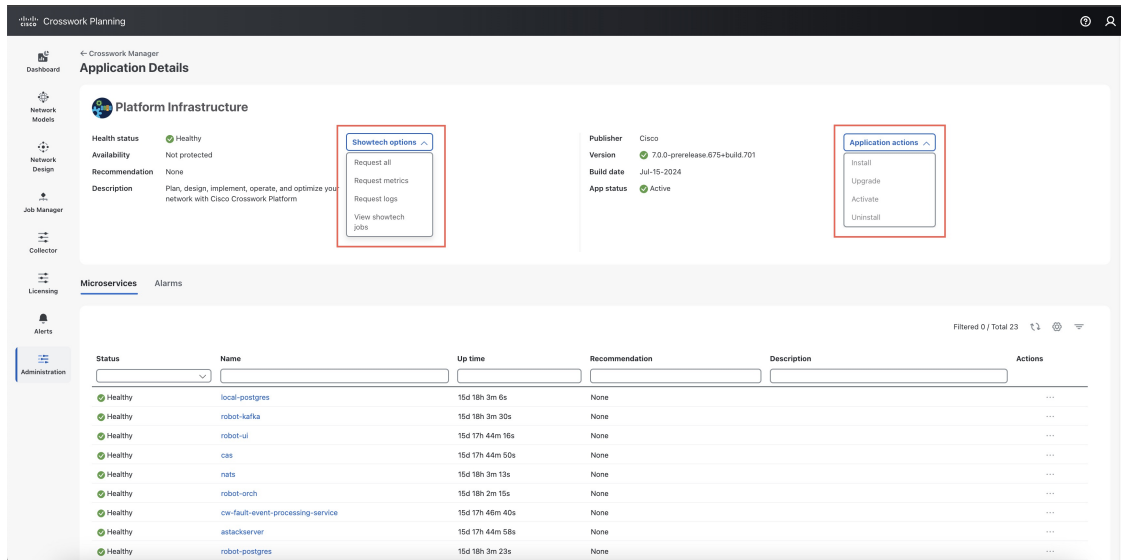 cisco Crosswork Planning
Dashboard
Network
Models
Network
Design
Job Manager
Collector
Licensing
Alerts
Administration
← Crosswork Manager
Application Details
Platform Infrastructure
Health status Healthy
Availability Not protected
Recommendation None
Description Plan, design, implement, operate, and optimize your
network with Cisco Crosswork Platform
Showtech options
Request all
Request metrics
Request logs
View showtech
jobs
Publisher Cisco
Version 7.0.0-prerelease.675+build.701
Build date Jul-15-2024
App status Active
Application actions
Install
Upgrade
Activate
Uninstall
Microservices Alarms
Filtered 0 / Total 23
Status Name Up time Recommendation Description Actions
Healthy local-postgres 15d 18h 3m 6s None ...
Healthy robot-kafka 15d 18h 3m 30s None ...
Healthy robot-ui 15d 17h 44m 16s None ...
Healthy cas 15d 17h 44m 50s None ...
Healthy nats 15d 18h 3m 13s None ...
Healthy robot-orch 15d 18h 2m 15s None ...
Healthy cw-fault-event-processing-service 15d 17h 46m 40s None ...
Healthy astackserver 15d 17h 44m 58s None ...
Healthy robot-postgres 15d 18h 3m 23s None ...